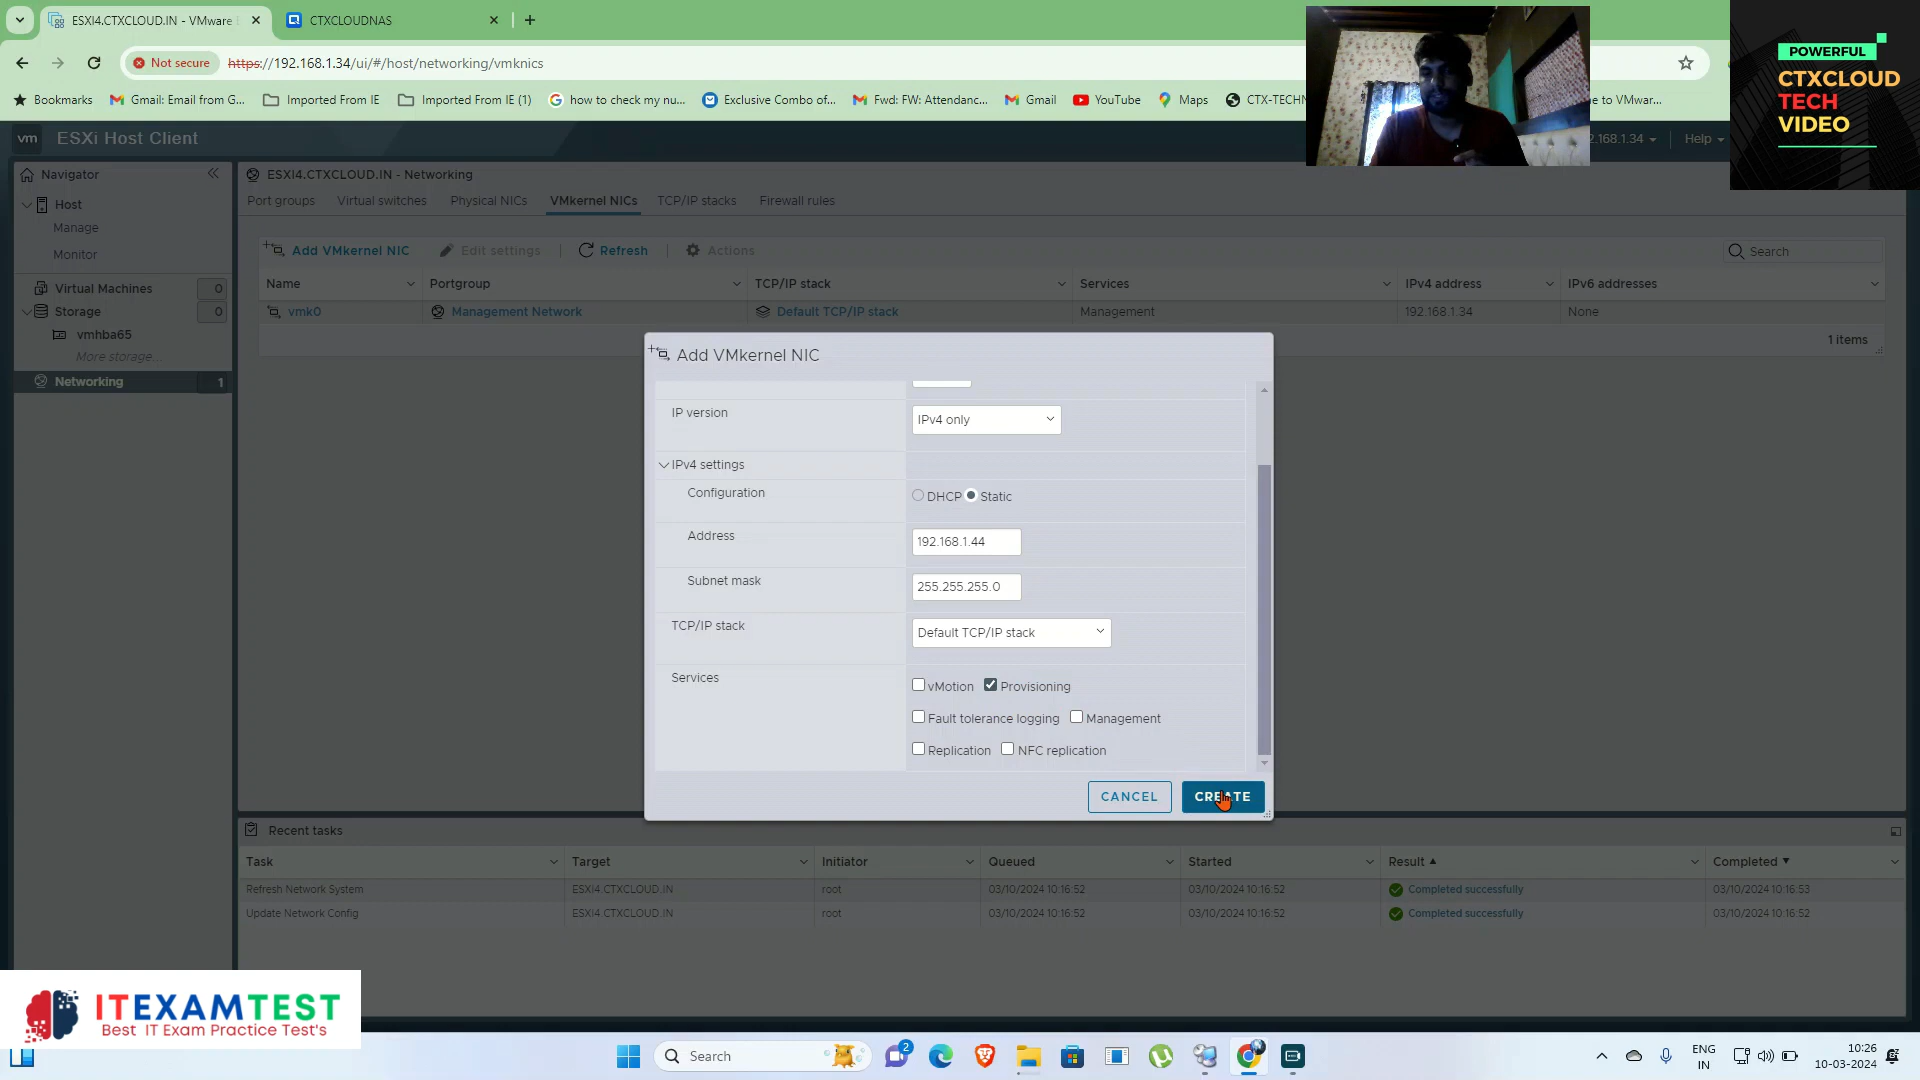 ESXI4.CTXCLOUD.IN - VMware
CTXCLOUDNAS
Not secure
https://192.168.1.34/ui/#/host/networking/vmknics
Bookmarks
Gmail: Email from G...
Imported From IE
Imported From IE (1)
how to check my nu...
Exclusive Combo of...
Fwd: FW: Attendanc...
Gmail
YouTube
Maps
CTX-TECHN
e to VMwar...
POWERFUL
CTXCLOUD
TECH
VIDEO
vm
ESXi Host Client
2.168.1.34
Help
Navigator
Host
Manage
Monitor
Virtual Machines 0
Storage 0
vmhba65
More storage...
Networking 1
ESXI4.CTXCLOUD.IN - Networking
Port groups Virtual switches Physical NICs VMkernel NICs TCP/IP stacks Firewall rules
Add VMkernel NIC Edit settings Refresh Actions
Search
Name Portgroup TCP/IP stack Services IPv4 address IPv6 addresses
vmk0 Management Network Default TCP/IP stack Management 192.168.1.34 None
1 items
Add VMkernel NIC
IP version IPv4 only
IPv4 settings
Configuration DHCP Static
Address 192.168.1.44
Subnet mask 255.255.255.0
TCP/IP stack Default TCP/IP stack
Services vMotion Provisioning
Fault tolerance logging Management
Replication NFC replication
CANCEL CREATE
Recent tasks
Task Target Initiator Queued Started Result Completed
Refresh Network System ESXI4.CTXCLOUD.IN root 03/10/2024 10:16:52 03/10/2024 10:16:52 Completed successfully 03/10/2024 10:16:53
Update Network Config ESXI4.CTXCLOUD.IN root 03/10/2024 10:16:52 03/10/2024 10:16:52 Completed successfully 03/10/2024 10:16:52
ITEXAMTEST
Best IT Exam Practice Test's
Search
2
ENG
IN
10:26
10-03-2024